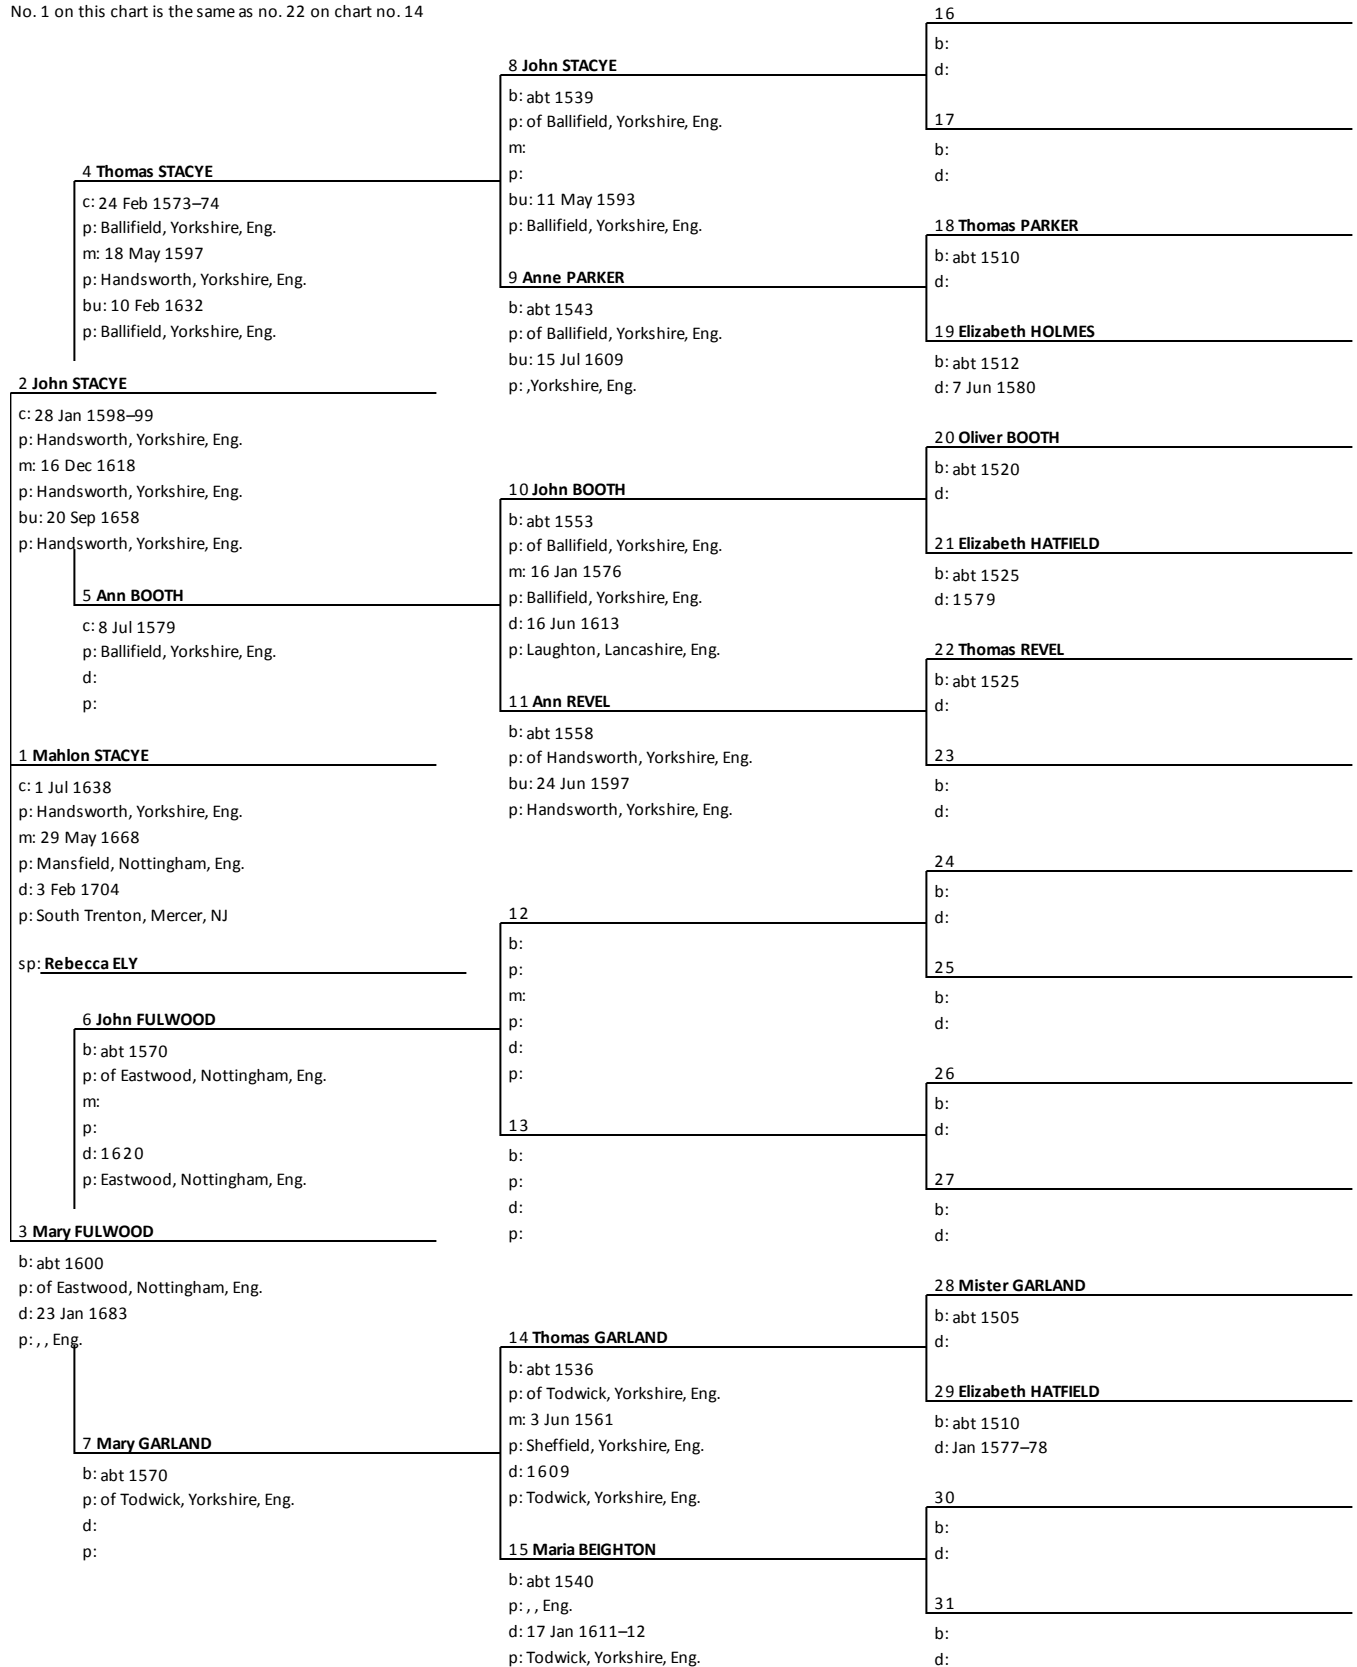 No. 1 on this chart is the same as no. 22 on chart no. 14
16
b:
d:
8 John STACYE
b: abt 1539
p: of Ballifield, Yorkshire, Eng.
m:
p:
bu: 11 May 1593
p: Ballifield, Yorkshire, Eng.
17
b:
d:
4 Thomas STACYE
c: 24 Feb 1573–74
p: Ballifield, Yorkshire, Eng.
m: 18 May 1597
p: Handsworth, Yorkshire, Eng.
bu: 10 Feb 1632
p: Ballifield, Yorkshire, Eng.
18 Thomas PARKER
b: abt 1510
d:
9 Anne PARKER
b: abt 1543
p: of Ballifield, Yorkshire, Eng.
bu: 15 Jul 1609
p: ,Yorkshire, Eng.
19 Elizabeth HOLMES
b: abt 1512
d: 7 Jun 1580
2 John STACYE
c: 28 Jan 1598–99
p: Handsworth, Yorkshire, Eng.
m: 16 Dec 1618
p: Handsworth, Yorkshire, Eng.
bu: 20 Sep 1658
p: Handsworth, Yorkshire, Eng.
20 Oliver BOOTH
b: abt 1520
d:
10 John BOOTH
b: abt 1553
p: of Ballifield, Yorkshire, Eng.
m: 16 Jan 1576
p: Ballifield, Yorkshire, Eng.
d: 16 Jun 1613
p: Laughton, Lancashire, Eng.
21 Elizabeth HATFIELD
b: abt 1525
d: 1579
5 Ann BOOTH
c: 8 Jul 1579
p: Ballifield, Yorkshire, Eng.
d:
p:
22 Thomas REVEL
b: abt 1525
d:
11 Ann REVEL
b: abt 1558
p: of Handsworth, Yorkshire, Eng.
bu: 24 Jun 1597
p: Handsworth, Yorkshire, Eng.
23
b:
d:
1 Mahlon STACYE
c: 1 Jul 1638
p: Handsworth, Yorkshire, Eng.
m: 29 May 1668
p: Mansfield, Nottingham, Eng.
d: 3 Feb 1704
p: South Trenton, Mercer, NJ
sp: Rebecca ELY
24
b:
d:
12
b:
p:
m:
p:
d:
p:
25
b:
d:
6 John FULWOOD
b: abt 1570
p: of Eastwood, Nottingham, Eng.
m:
p:
d: 1620
p: Eastwood, Nottingham, Eng.
26
b:
d:
13
b:
p:
d:
p:
27
b:
d:
3 Mary FULWOOD
b: abt 1600
p: of Eastwood, Nottingham, Eng.
d: 23 Jan 1683
p: , , Eng.
28 Mister GARLAND
b: abt 1505
d:
14 Thomas GARLAND
b: abt 1536
p: of Todwick, Yorkshire, Eng.
m: 3 Jun 1561
p: Sheffield, Yorkshire, Eng.
d: 1609
p: Todwick, Yorkshire, Eng.
29 Elizabeth HATFIELD
b: abt 1510
d: Jan 1577–78
7 Mary GARLAND
b: abt 1570
p: of Todwick, Yorkshire, Eng.
d:
p:
30
b:
d:
15 Maria BEIGHTON
b: abt 1540
p: , , Eng.
d: 17 Jan 1611–12
p: Todwick, Yorkshire, Eng.
31
b:
d: